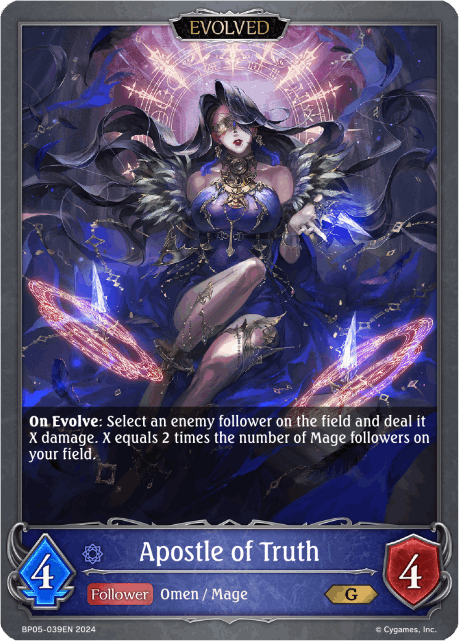 EVOLVED
On Evolve: Select an enemy follower on the field and deal it
X damage. X equals 2 times the number of Mage followers on
your field.
Apostle of Truth
4
Follower Omen / Mage G
4
BP05-039EN 2024 © Cygames, Inc.